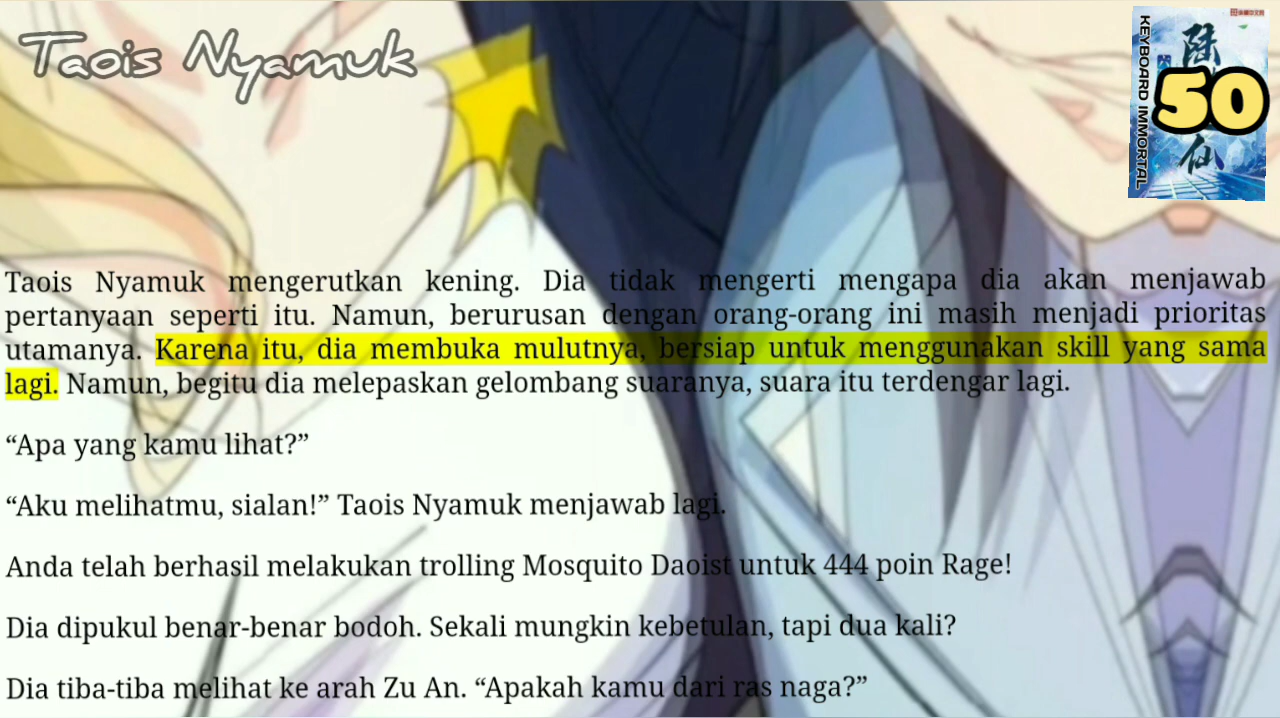 Taois Nyamuk
KEYBOARD IMMORTAL
50
仙
Taois Nyamuk mengerutkan kening. Dia tidak mengerti mengapa dia akan menjawab
pertanyaan seperti itu. Namun, berurusan dengan orang-orang ini masih menjadi prioritas
utamanya. Karena itu, dia membuka mulutnya, bersiap untuk menggunakan skill yang sama
lagi. Namun, begitu dia melepaskan gelombang suaranya, suara itu terdengar lagi.
“Apa yang kamu lihat?”
“Aku melihatmu, sialan!” Taois Nyamuk menjawab lagi.
Anda telah berhasil melakukan trolling Mosquito Daoist untuk 444 poin Rage!
Dia dipukul benar-benar bodoh. Sekali mungkin kebetulan, tapi dua kali?
Dia tiba-tiba melihat ke arah Zu An. “Apakah kamu dari ras naga?”